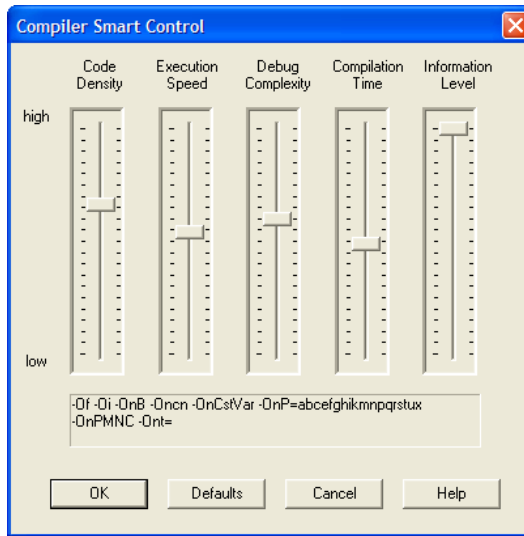 Compiler Smart Control
Code Density
Execution Speed
Debug Complexity
Compilation Time
Information Level
high
low
-Of -Oi -OnB -Oncn -OnCstVar -OnP=abcefghikmnpqrstux
-OnPMNC -Ont=
OK
Defaults
Cancel
Help